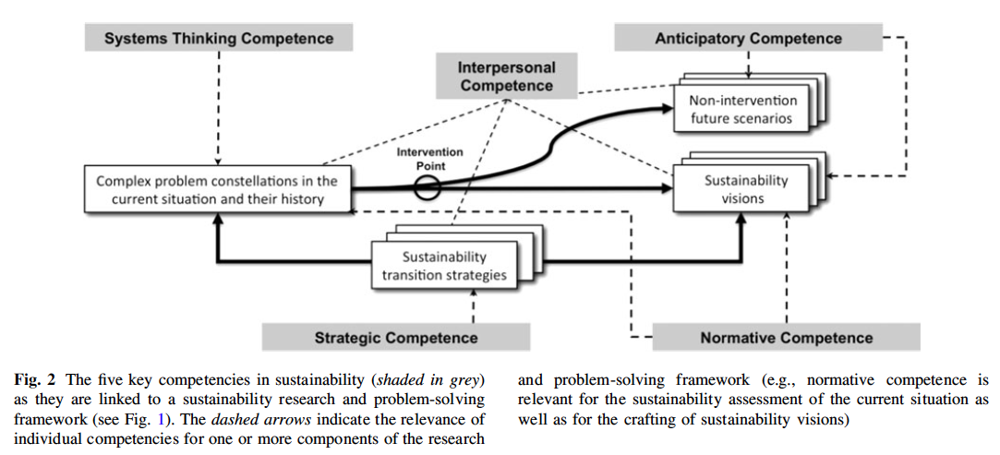 Systems Thinking Competence
Anticipatory Competence
Interpersonal
Competence
Non-intervention
future scenarios
Intervention
Point
Complex problem constellations in the
current situation and their history
Sustainability
visions
Sustainability
transition strategies
Strategic Competence
Normative Competence
Fig. 2 The five key competencies in sustainability (shaded in grey)
as they are linked to a sustainability research and problem-solving
framework (see Fig. 1). The dashed arrows indicate the relevance of
individual competencies for one or more components of the research
and problem-solving framework (e.g., normative competence is
relevant for the sustainability assessment of the current situation as
well as for the crafting of sustainability visions)